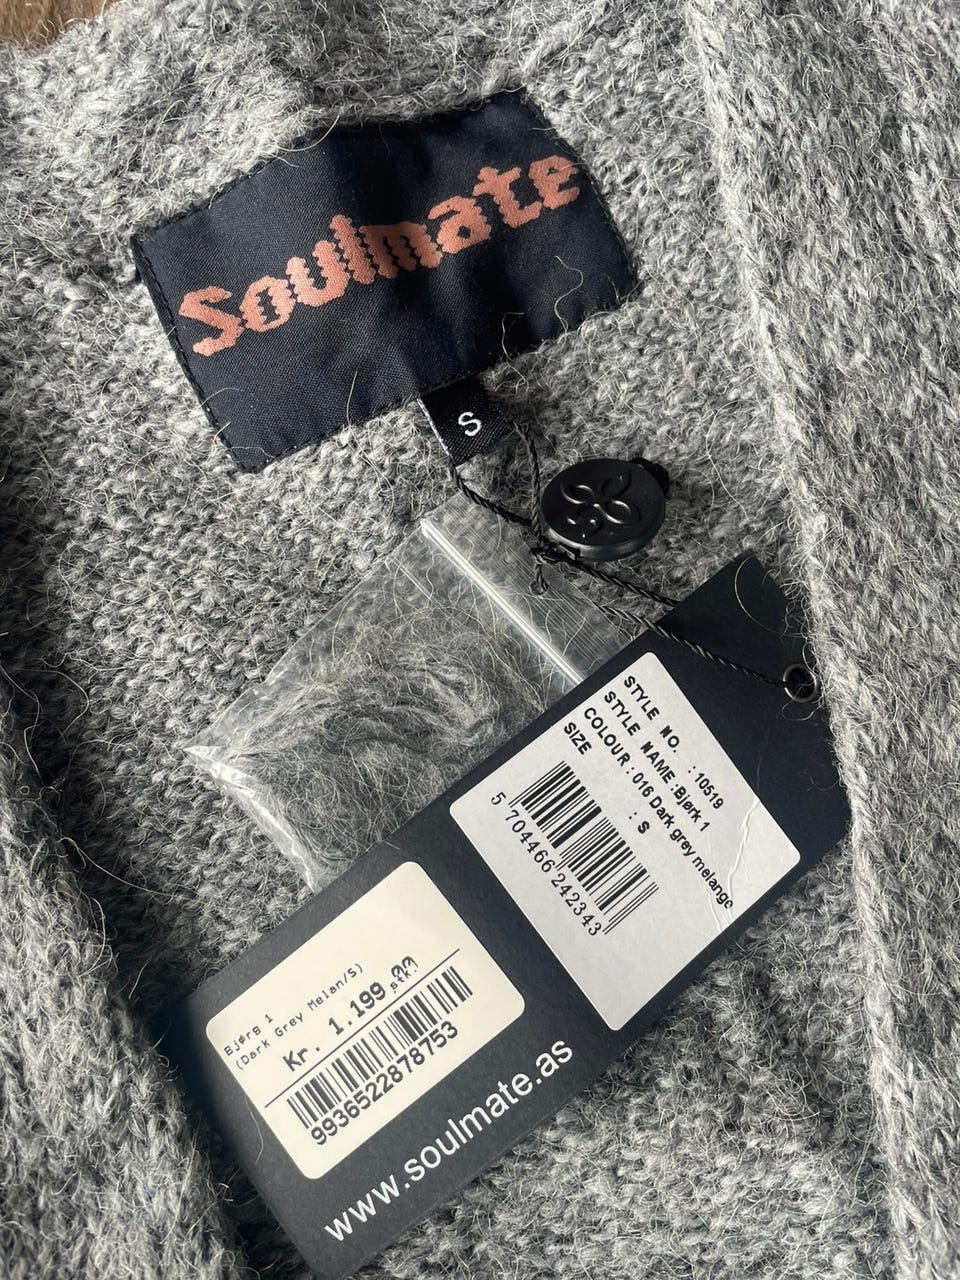 Soulmate
S
STYLE NO. : 10519
STYLE NAME :Bjørk 1
COLOUR : 016 Dark grey melange
SIZE : S
5 704466 242343
Bjørg 1
(Dark Grey Melan/S)
Kr. 1.199,00
stk.
9936522878753
www.soulmate.as